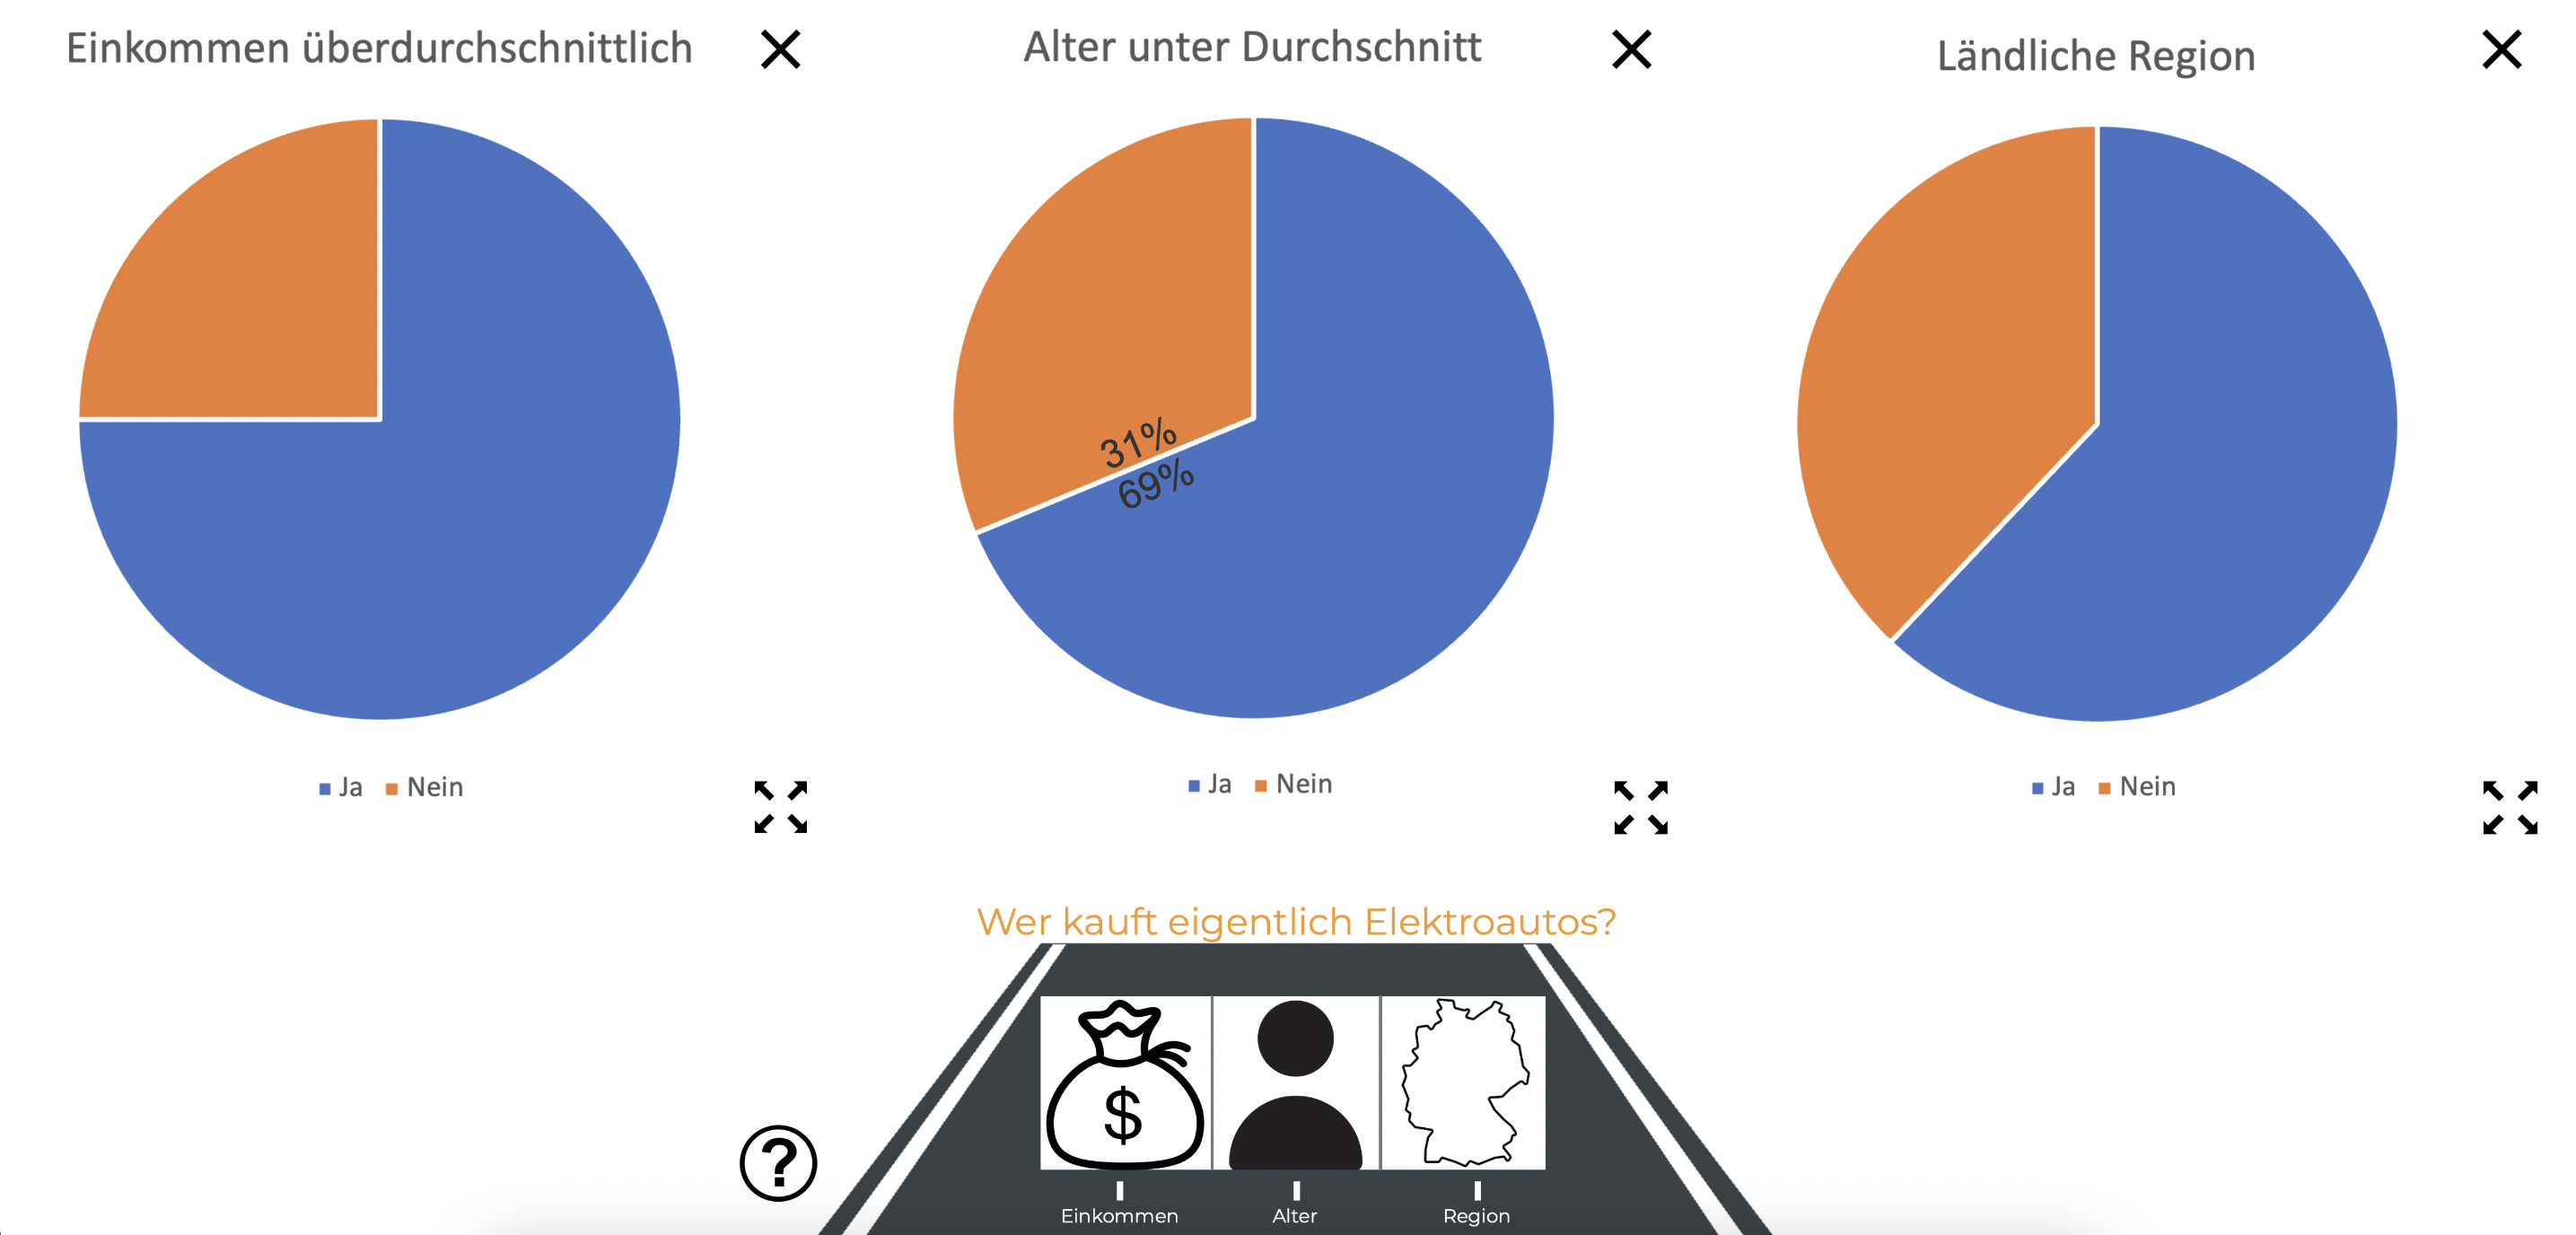 Einkommen überdurchschnittlich
Ja Nein
Alter unter Durchschnitt
31%
69%
Ja Nein
Ländliche Region
Ja Nein
Wer kauft eigentlich Elektroautos?
$
?
Einkommen
Alter
Region